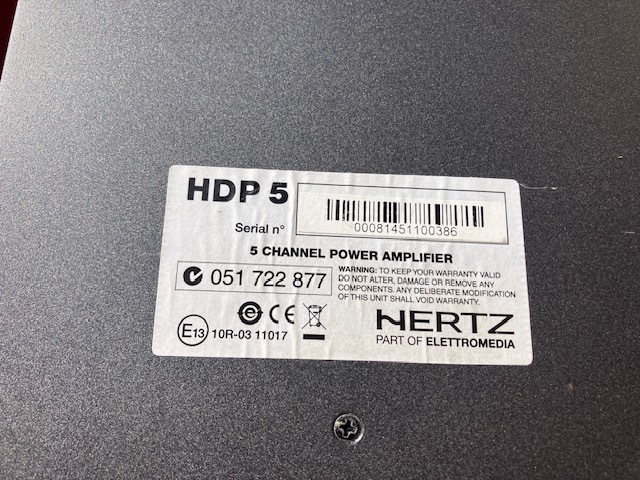 HDP 5
Serial n°
00081451100386
5 CHANNEL POWER AMPLIFIER
051 722 877
WARNING: TO KEEP YOUR WARRANTY VALID
DO NOT ALTER, DAMAGE OR REMOVE ANY
COMPONENTS. ANY DELIBERATE MODIFICATION
OF THIS UNIT SHALL VOID WARRANTY.
e CE
E13 10R-03 11017
HERTZ
PART OF ELETTROMEDIA